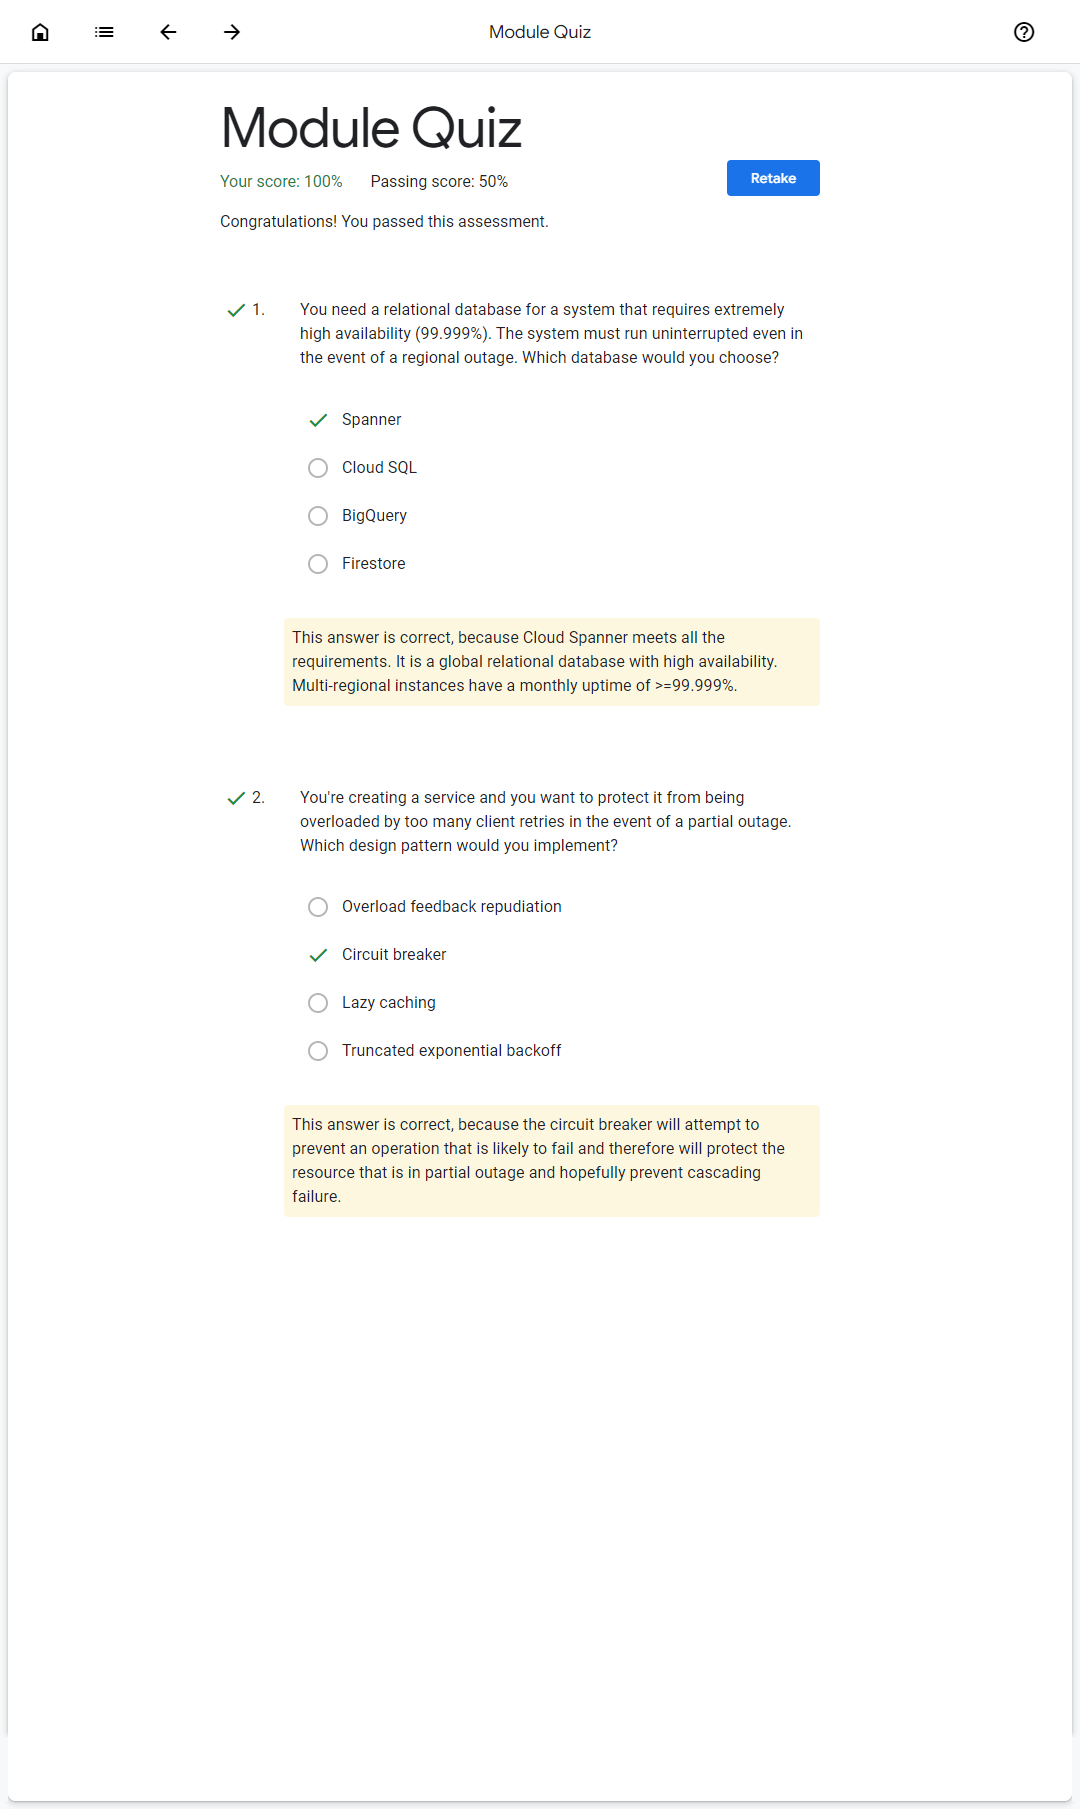 Module Quiz
Module Quiz
Your score: 100% Passing score: 50% Retake
Congratulations! You passed this assessment.
1. You need a relational database for a system that requires extremely
high availability (99.999%). The system must run uninterrupted even in
the event of a regional outage. Which database would you choose?
Spanner
Cloud SQL
BigQuery
Firestore
This answer is correct, because Cloud Spanner meets all the
requirements. It is a global relational database with high availability.
Multi-regional instances have a monthly uptime of >=99.999%.
2. You're creating a service and you want to protect it from being
overloaded by too many client retries in the event of a partial outage.
Which design pattern would you implement?
Overload feedback repudiation
Circuit breaker
Lazy caching
Truncated exponential backoff
This answer is correct, because the circuit breaker will attempt to
prevent an operation that is likely to fail and therefore will protect the
resource that is in partial outage and hopefully prevent cascading
failure.